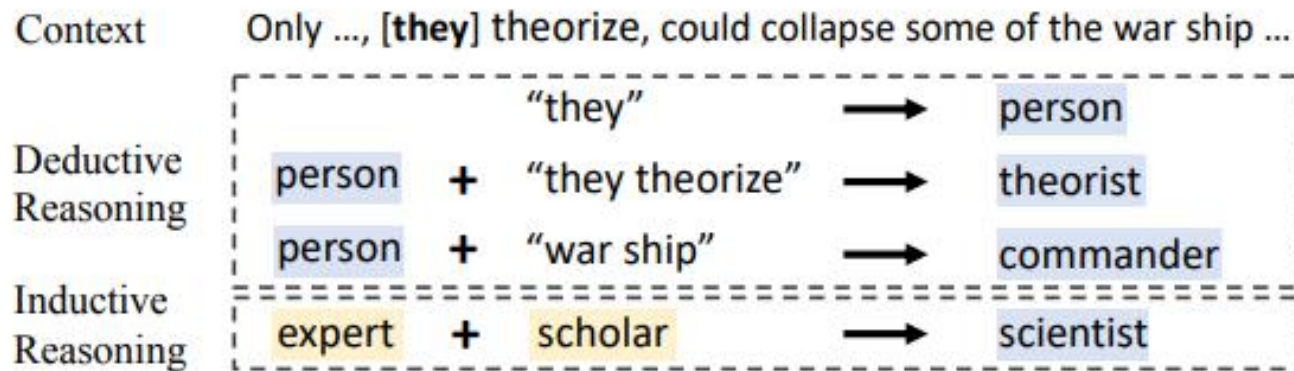 Context Only ..., [they] theorize, could collapse some of the war ship ...
"they" → person
Deductive Reasoning
person + "they theorize" → theorist
person + "war ship" → commander
Inductive Reasoning
expert + scholar → scientist